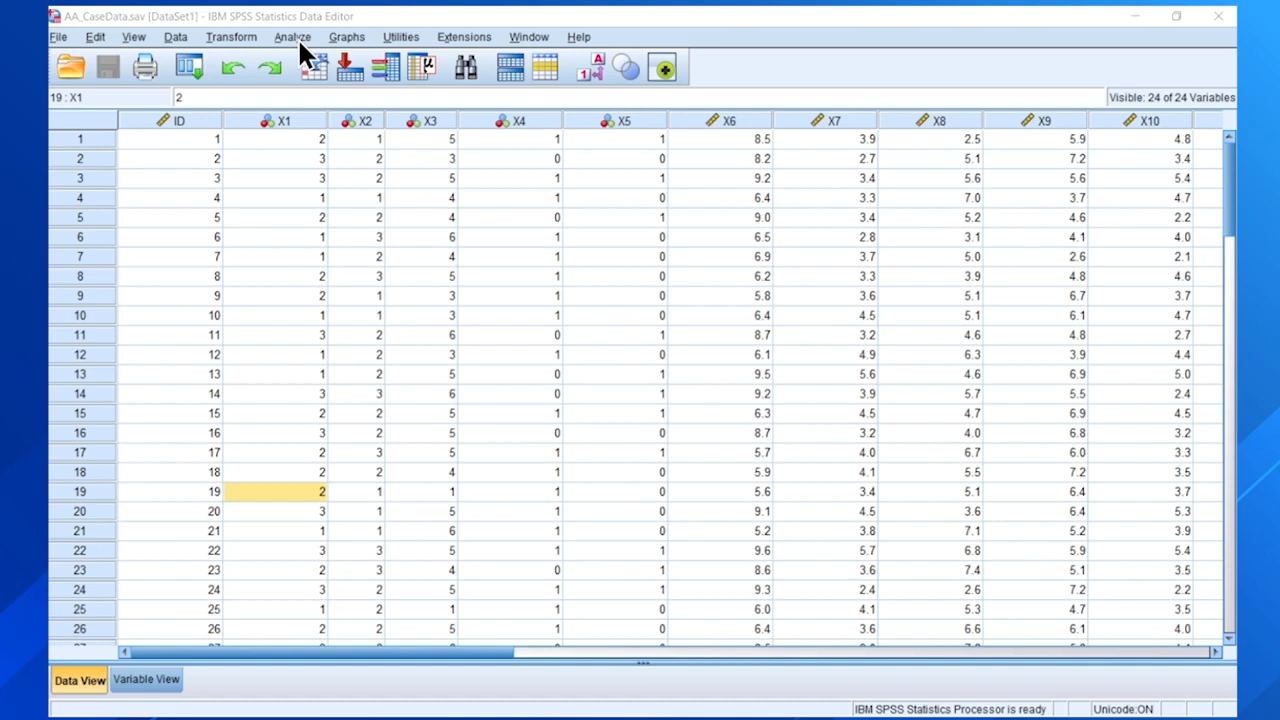 AA_CaseData.sav [DataSet1] - IBM SPSS Statistics Data Editor
File Edit View Data Transform Analyze Graphs Utilities Extensions Window Help
19 : X1 2 Visible: 24 of 24 Variables
ID X1 X2 X3 X4 X5 X6 X7 X8 X9 X10
1 1 2 1 5 1 1 8.5 3.9 2.5 5.9 4.8
2 2 3 2 3 0 0 8.2 2.7 5.1 7.2 3.4
3 3 3 2 5 1 1 9.2 3.4 5.6 5.6 5.4
4 4 1 1 4 1 0 6.4 3.3 7.0 3.7 4.7
5 5 2 2 4 0 1 9.0 3.4 5.2 4.6 2.2
6 6 1 3 6 1 0 6.5 2.8 3.1 4.1 4.0
7 7 1 2 4 1 0 6.9 3.7 5.0 2.6 2.1
8 8 2 3 5 1 0 6.2 3.3 3.9 4.8 4.6
9 9 2 1 3 1 0 5.8 3.6 5.1 6.7 3.7
10 10 1 1 3 1 0 6.4 4.5 5.1 6.1 4.7
11 11 3 2 6 0 1 8.7 3.2 4.6 4.8 2.7
12 12 1 2 3 1 0 6.1 4.9 6.3 3.9 4.4
13 13 1 2 5 0 1 9.5 5.6 4.6 6.9 5.0
14 14 3 3 6 0 1 9.2 3.9 5.7 5.5 2.4
15 15 2 2 5 1 0 6.3 4.5 4.7 6.9 4.5
16 16 3 2 5 0 0 8.7 3.2 4.0 6.8 3.2
17 17 2 3 5 1 1 5.7 4.0 6.7 6.0 3.3
18 18 2 2 4 1 0 5.9 4.1 5.5 7.2 3.5
19 19 2 1 1 1 0 5.6 3.4 5.1 6.4 3.7
20 20 3 1 5 1 0 9.1 4.5 3.6 6.4 5.3
21 21 1 1 6 1 0 5.2 3.8 7.1 5.2 3.9
22 22 3 3 5 1 1 9.6 5.7 6.8 5.9 5.4
23 23 2 3 4 0 1 8.6 3.6 7.4 5.1 3.5
24 24 3 2 5 1 1 9.3 2.4 2.6 7.2 2.2
25 25 1 2 1 1 0 6.0 4.1 5.3 4.7 3.5
26 26 2 2 5 1 0 6.4 3.6 6.6 6.1 4.0
Data View Variable View
IBM SPSS Statistics Processor is ready Unicode:ON